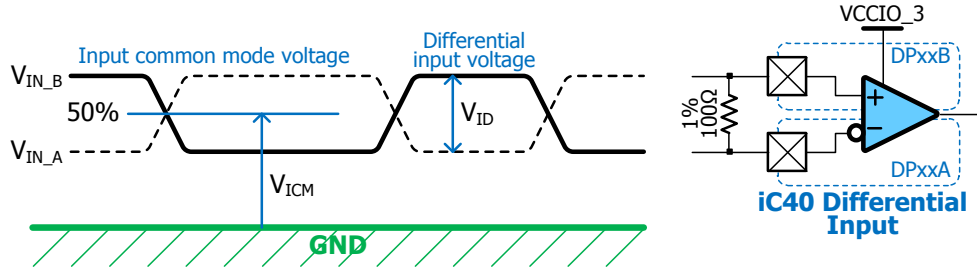 Input common mode voltage
Differential
input voltage
V_IN_B
50%
V_IN_A
V_ID
V_ICM
GND
VCCIO_3
DPxxB
1%
100Ω
+
−
DPxxA
iC40 Differential
Input